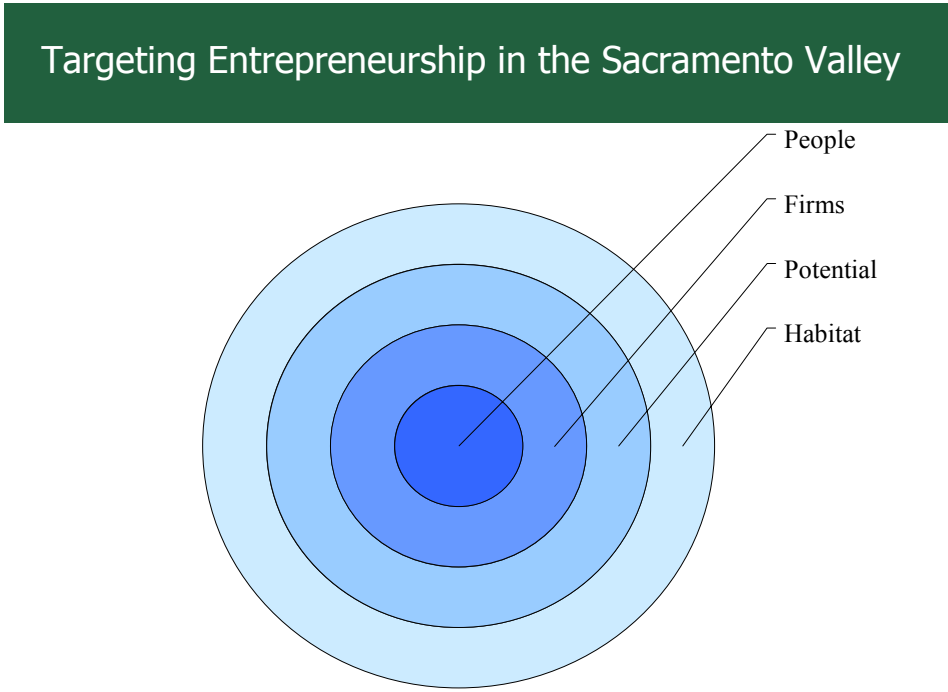 Targeting Entrepreneurship in the Sacramento Valley
People
Firms
Potential
Habitat